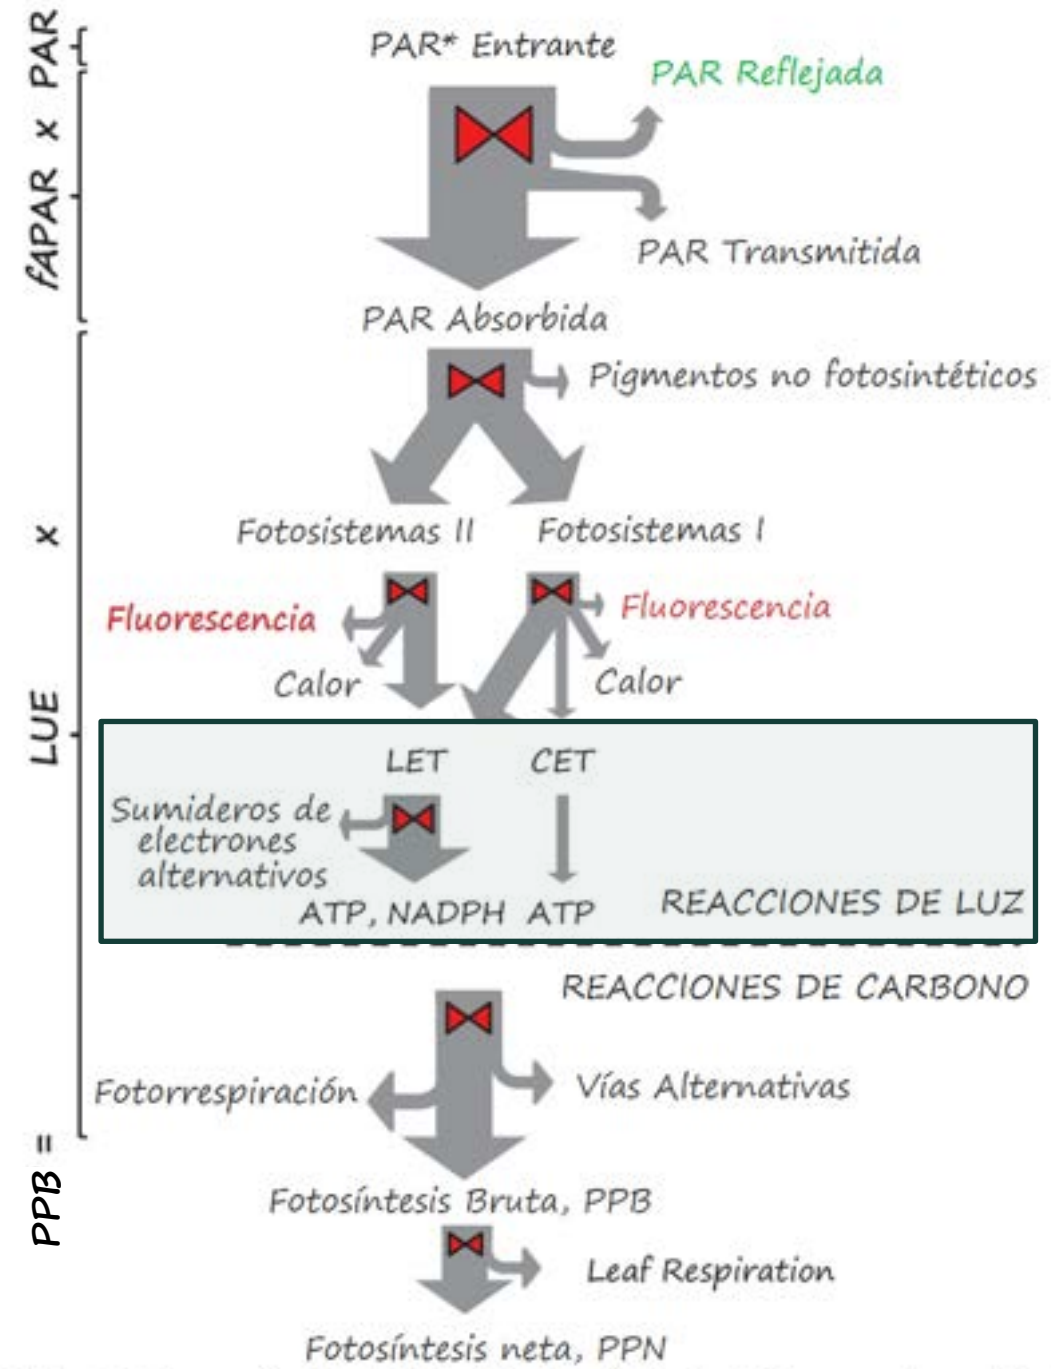 PAR* Entrante
PAR Reflejada
PAR Transmitida
PAR Absorbida
Pigmentos no fotosintéticos
Fotosistemas II
Fotosistemas I
Fluorescencia
Fluorescencia
Calor
Calor
LET
CET
Sumideros de
electrones
alternativos
ATP, NADPH
ATP
REACCIONES DE LUZ
REACCIONES DE CARBONO
Fotorrespiración
Vías Alternativas
Fotosíntesis Bruta, PPB
Leaf Respiration
Fotosíntesis neta, PPN
PPB = LUE x fAPAR x PAR